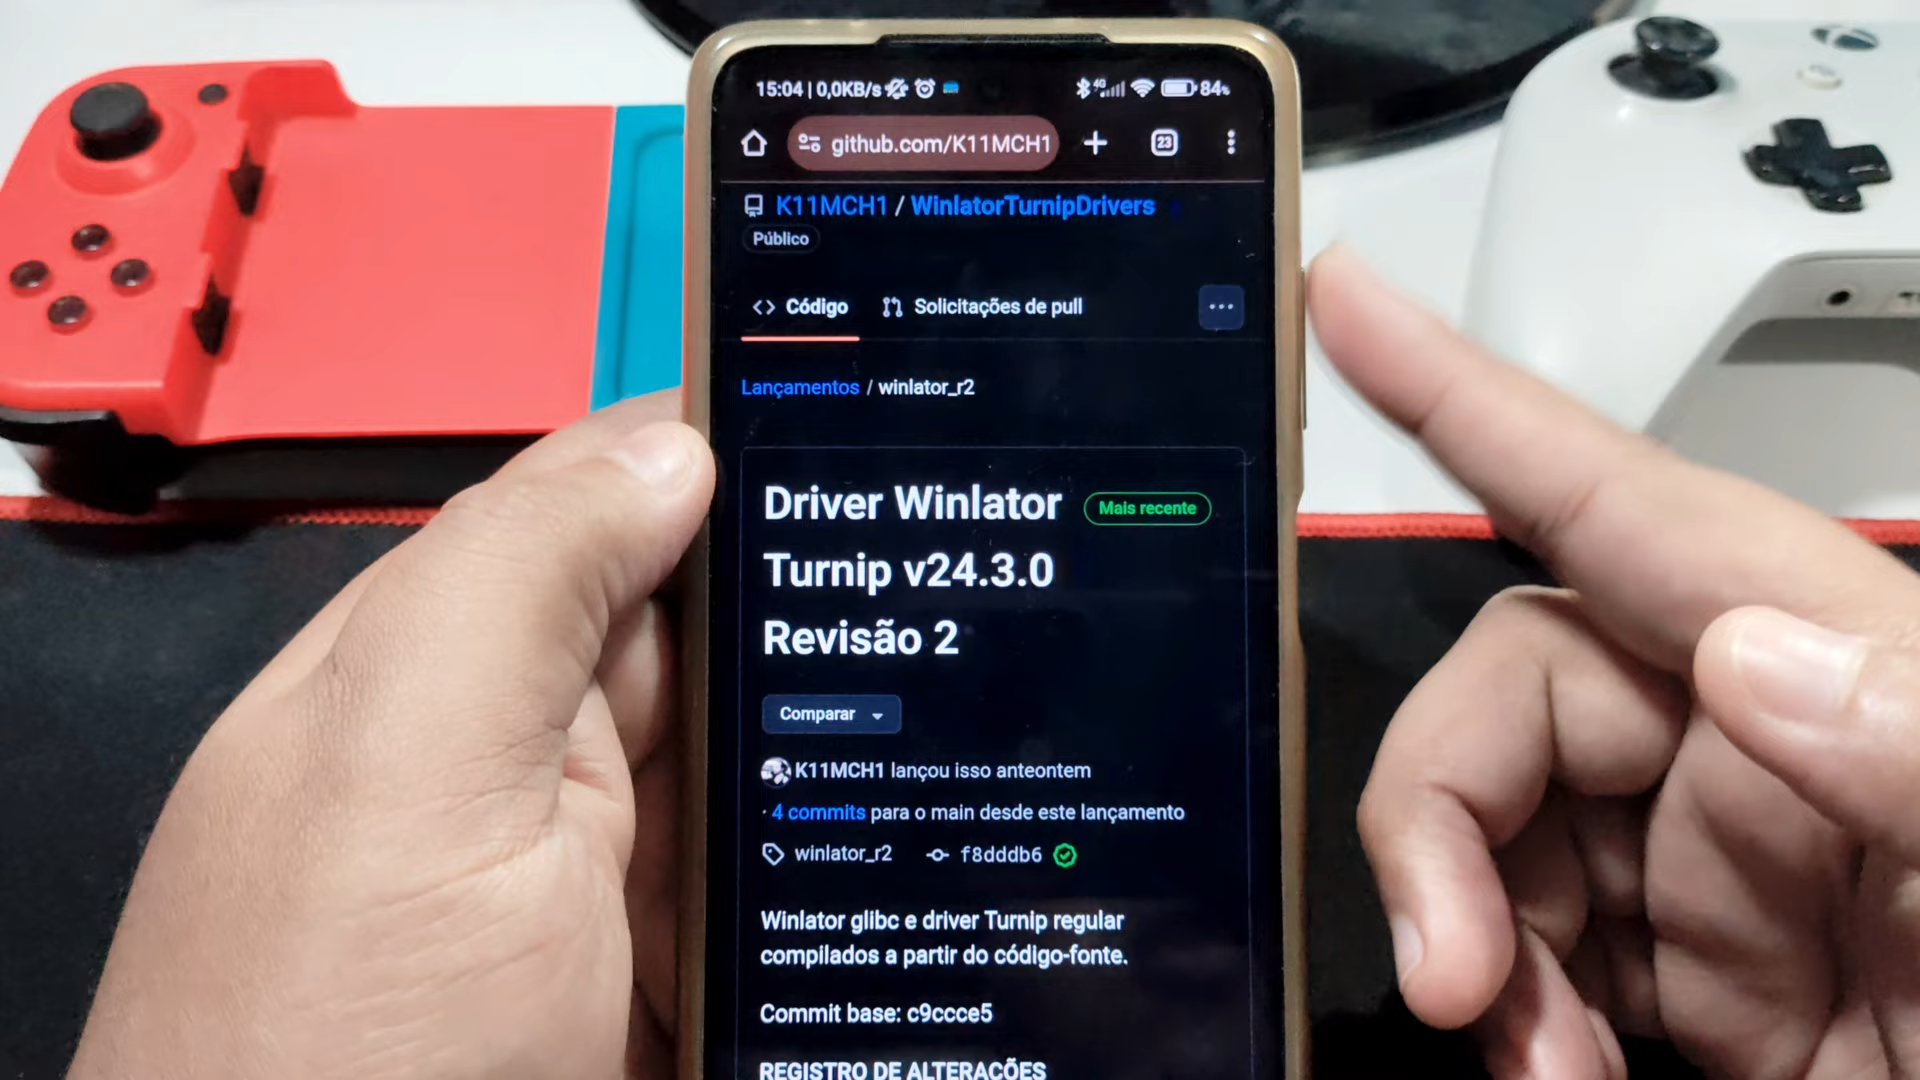 15:04 | 0,0KB/s 4G 84%
github.com/K11MCH1 23
K11MCH1 / WinlatorTurnipDrivers
Público
Código Solicitações de pull
Lançamentos / winlator_r2
Driver Winlator Mais recente
Turnip v24.3.0
Revisão 2
Comparar
K11MCH1 lançou isso anteontem
· 4 commits para o main desde este lançamento
winlator_r2 f8dddb6
Winlator glibc e driver Turnip regular
compilados a partir do código-fonte.
Commit base: c9ccce5
REGISTRO DE ALTERAÇÕES